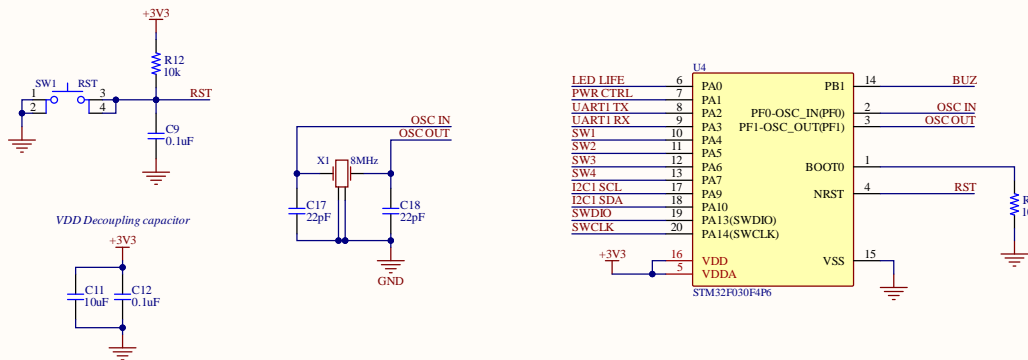 +3V3
R12
10k
SW1
RST
1
2
3
4
RST
C9
0.1uF
VDD Decoupling capacitor
+3V3
C11
10uF
C12
0.1uF
OSC IN
OSC OUT
X1
8MHz
C17
22pF
C18
22pF
GND
U4
LED LIFE 6 PA0
PWR CTRL 7 PA1
UART1 TX 8 PA2
UART1 RX 9 PA3
SW1 10 PA4
SW2 11 PA5
SW3 12 PA6
SW4 13 PA7
I2C1 SCL 17 PA9
I2C1 SDA 18 PA10
SWDIO 19 PA13(SWDIO)
SWCLK 20 PA14(SWCLK)
+3V3
16 VDD
5 VDDA
PB1 14 BUZ
PF0-OSC_IN(PF0) 2 OSC IN
PF1-OSC_OUT(PF1) 3 OSC OUT
BOOT0 1
NRST 4 RST
VSS 15
STM32F030F4P6